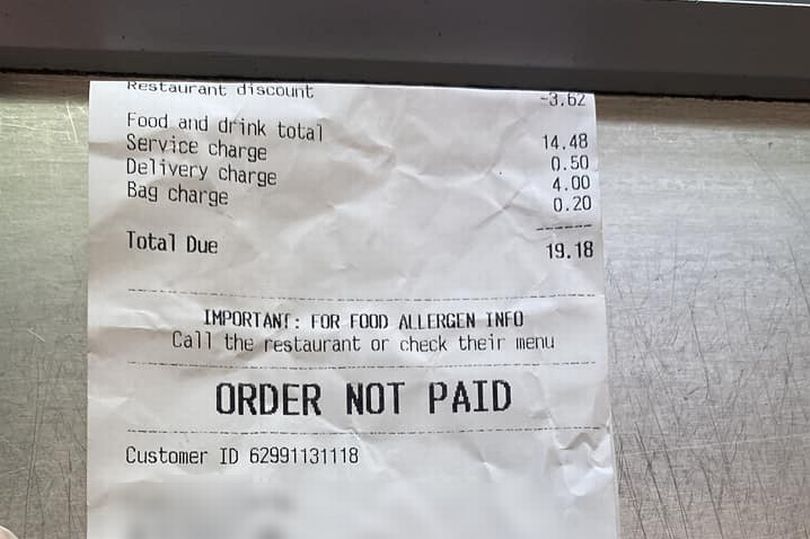 Restaurant discount -3.62
Food and drink total 14.48
Service charge 0.50
Delivery charge 4.00
Bag charge 0.20
Total Due 19.18
IMPORTANT: FOR FOOD ALLERGEN INFO
Call the restaurant or check their menu
ORDER NOT PAID
Customer ID 62991131118